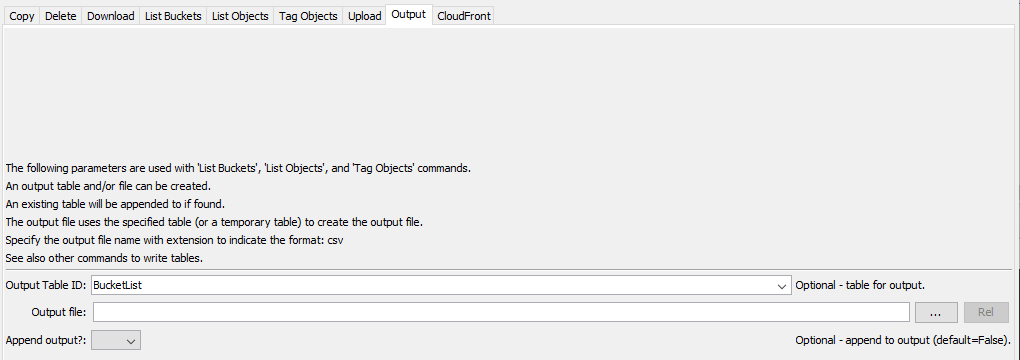 Copy Delete Download List Buckets List Objects Tag Objects Upload Output CloudFront
The following parameters are used with 'List Buckets', 'List Objects', and 'Tag Objects' commands.
An output table and/or file can be created.
An existing table will be appended to if found.
The output file uses the specified table (or a temporary table) to create the output file.
Specify the output file name with extension to indicate the format: csv
See also other commands to write tables.
Output Table ID: BucketList Optional - table for output.
Output file: ... Rel
Append output?: Optional - append to output (default=False).